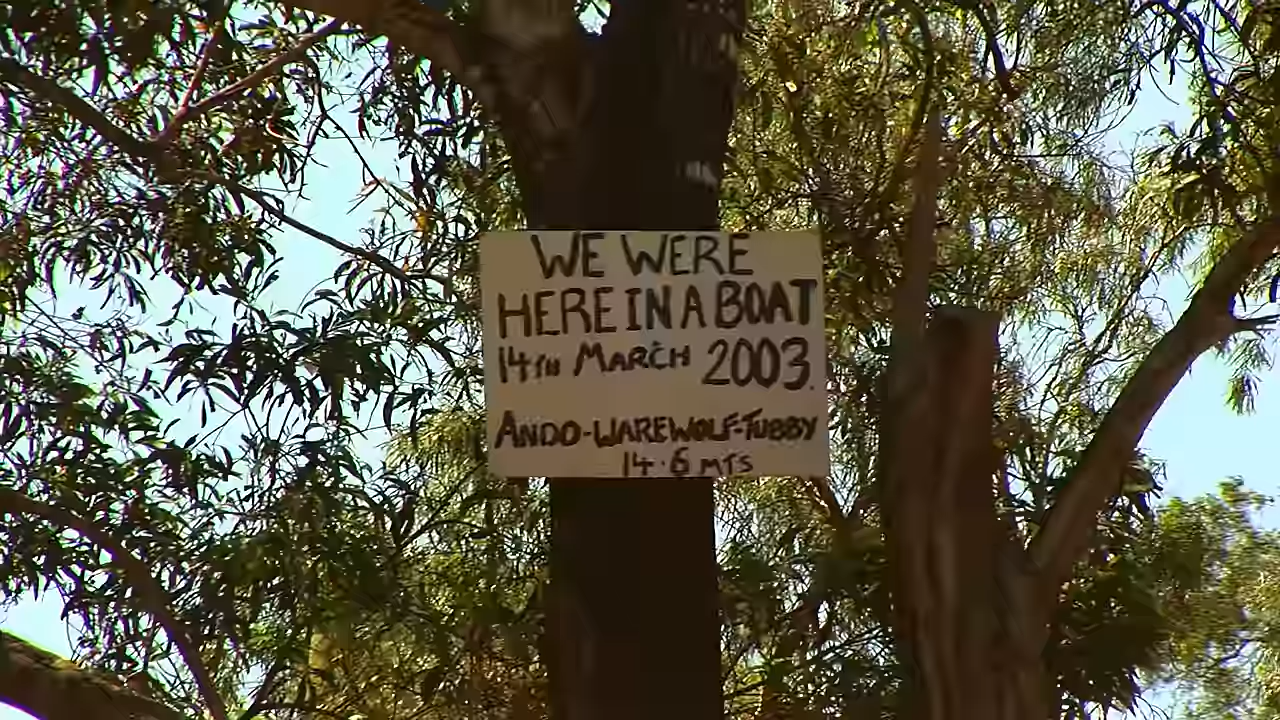 WE WERE
HERE IN A BOAT
14TH MARCH 2003.
ANDO-WAREWOLF-TUBBY
14.6 MTS